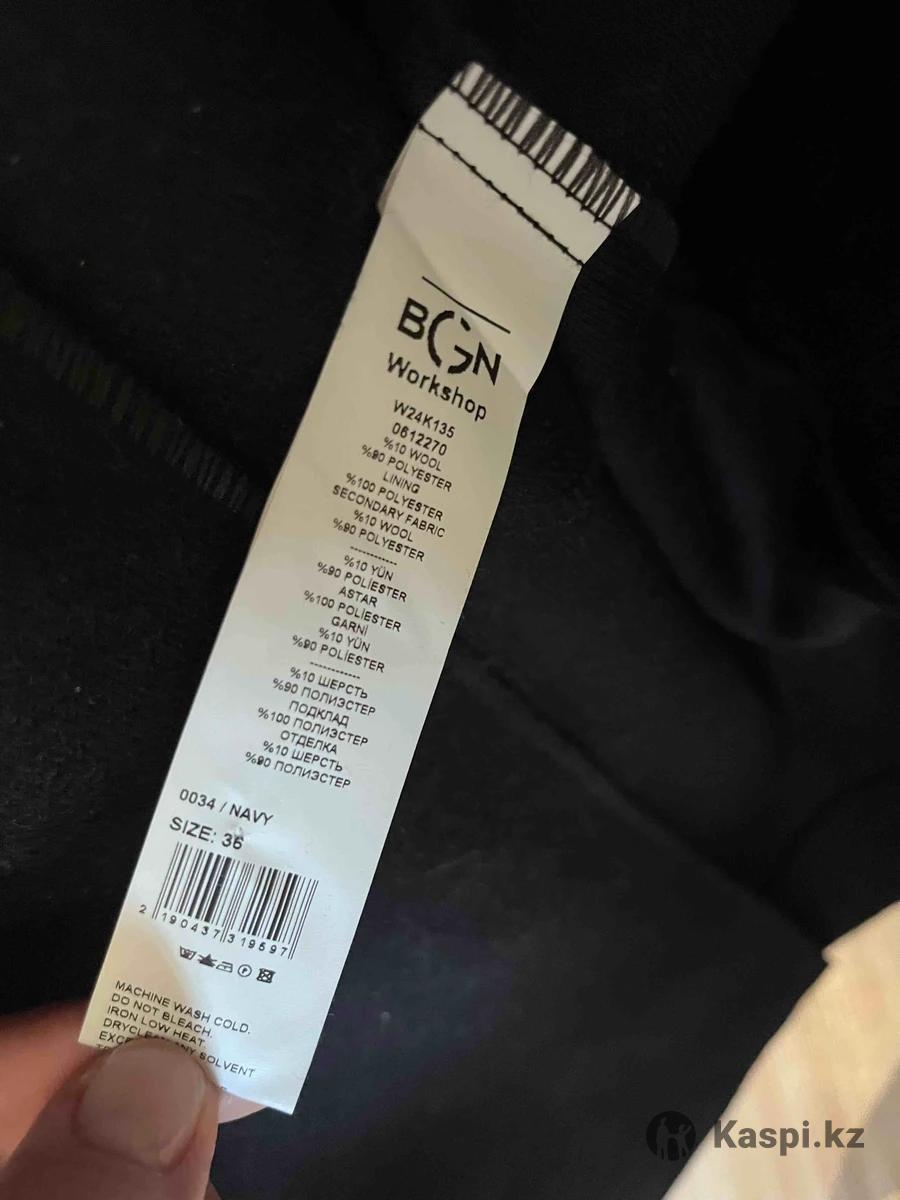 BGN
Workshop
W24K135
0612270
%10 WOOL
%90 POLYESTER
LINING
%100 POLYESTER
SECONDARY FABRIC
%10 WOOL
%90 POLYESTER
------------
%10 YÜN
%90 POLİESTER
ASTAR
%100 POLİESTER
GARNİ
%10 YÜN
%90 POLİESTER
------------
%10 ШЕРСТЬ
%90 ПОЛИЭСТЕР
ПОДКЛАД
%100 ПОЛИЭСТЕР
ОТДЕЛКА
%10 ШЕРСТЬ
%90 ПОЛИЭСТЕР
0034 / NAVY
SIZE: 36
2 190437 319597
MACHINE WASH COLD.
DO NOT BLEACH.
IRON LOW HEAT.
SOLVENT
Kaspi.kz